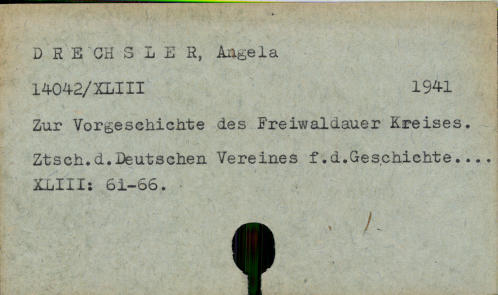 D R E CH S L E R, Angela
14042/XLIII 1941
Zur Vorgeschichte des Freiwaldauer Kreises.
Ztsch.d.Deutschen Vereines f.d.Geschichte....
XLIII: 61-66.